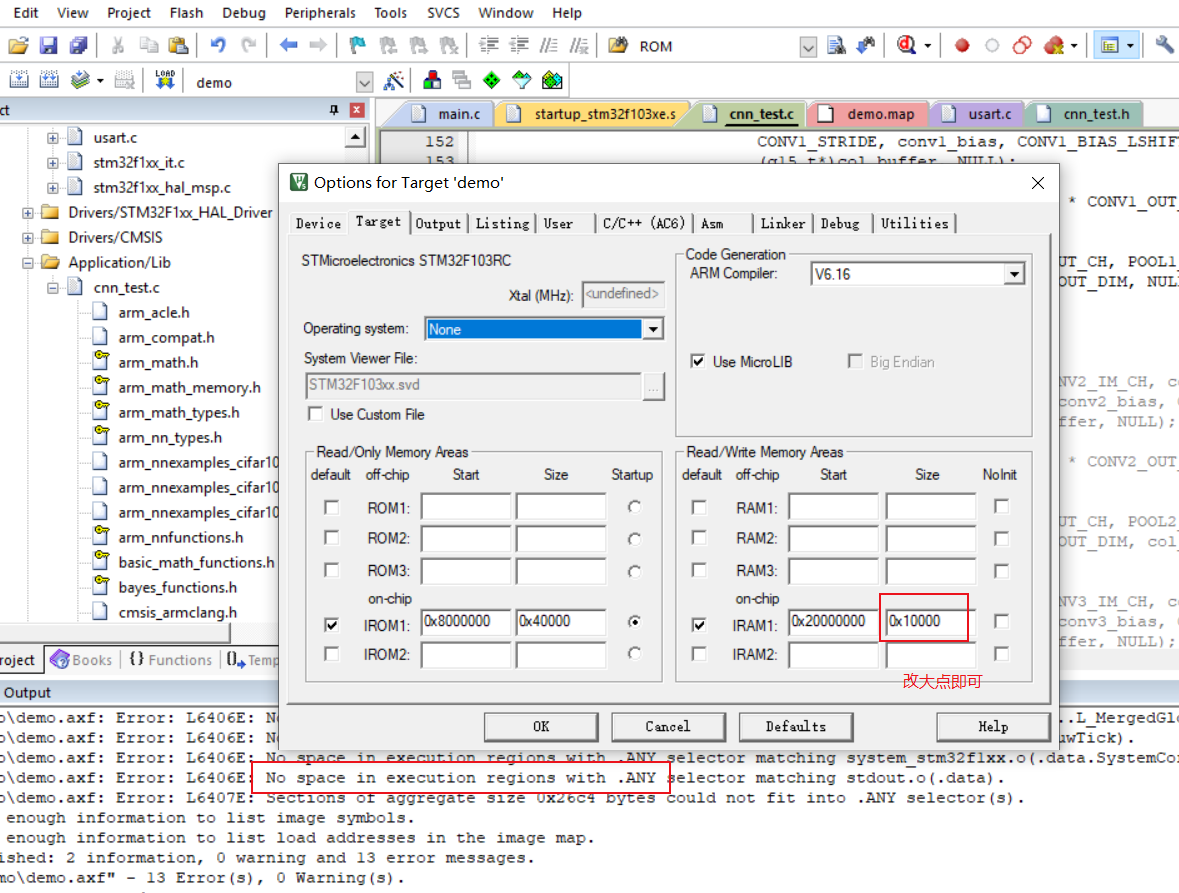 Edit View Project Flash Debug Peripherals Tools SVCS Window Help
ROM
LOAD
demo
ct
main.c startup_stm32f103xe.s cnn_test.c demo.map usart.c cnn_test.h
usart.c
stm32f1xx_it.c
stm32f1xx_hal_msp.c
Drivers/STM32F1xx_HAL_Driver
Drivers/CMSIS
Application/Lib
cnn_test.c
arm_acle.h
arm_compat.h
arm_math.h
arm_math_memory.h
arm_math_types.h
arm_nn_types.h
arm_nnexamples_cifar10
arm_nnexamples_cifar10
arm_nnexamples_cifar10
arm_nnfunctions.h
basic_math_functions.h
bayes_functions.h
cmsis_armclang.h
roject Books {} Functions Temp
152 CONV1_STRIDE, conv1_bias, CONV1_BIAS_LSHIFT
153 (q15_t*)col_buffer, NULL);
* CONV1_OUT_
UT_CH, POOL1_
OUT_DIM, NULL
NV2_IM_CH, co
conv2_bias, 
ffer, NULL);
* CONV2_OUT_
UT_CH, POOL2_
OUT_DIM, col_
NV3_IM_CH, co
conv3_bias, 
ffer, NULL);
Options for Target 'demo'
Device Target Output Listing User C/C++ (AC6) Asm Linker Debug Utilities
STMicroelectronics STM32F103RC
Xtal (MHz): <undefined>
Operating system: None
System Viewer File:
STM32F103xx.svd ...
Use Custom File
Code Generation
ARM Compiler: V6.16
Use MicroLIB Big Endian
Read/Only Memory Areas
default off-chip Start Size Startup
ROM1:
ROM2:
ROM3:
on-chip
IROM1: 0x8000000 0x40000
IROM2:
Read/Write Memory Areas
default off-chip Start Size NoInit
RAM1:
RAM2:
RAM3:
on-chip
IRAM1: 0x20000000 0x10000
IRAM2:
改大点即可
OK Cancel Defaults Help
Output
o\demo.axf: Error: L6406E: No ..L_MergedGlo
o\demo.axf: Error: L6406E: No uwTick).
o\demo.axf: Error: L6406E: No space in execution regions with .ANY selector matching system_stm32f1xx.o(.data.SystemCor
o\demo.axf: Error: L6406E: No space in execution regions with .ANY selector matching stdout.o(.data).
o\demo.axf: Error: L6407E: Sections of aggregate size 0x26c4 bytes could not fit into .ANY selector(s).
enough information to list image symbols.
enough information to list load addresses in the image map.
ished: 2 information, 0 warning and 13 error messages.
mo\demo.axf" - 13 Error(s), 0 Warning(s).